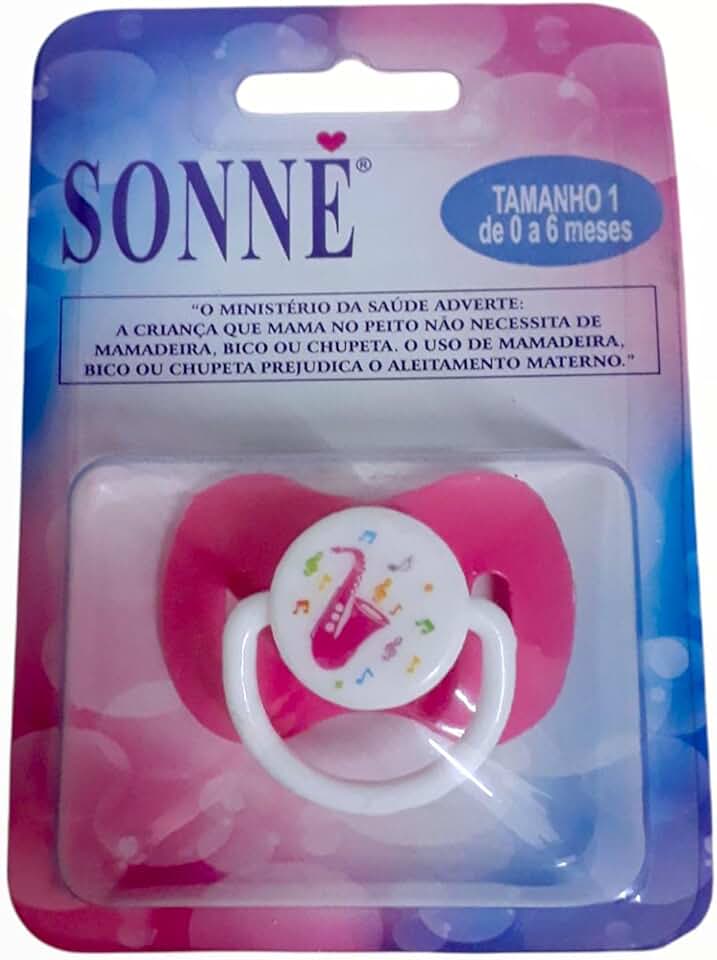 SONNE®
TAMANHO 1
de 0 a 6 meses
"O MINISTÉRIO DA SAÚDE ADVERTE:
A CRIANÇA QUE MAMA NO PEITO NÃO NECESSITA DE
MAMADEIRA, BICO OU CHUPETA. O USO DE MAMADEIRA,
BICO OU CHUPETA PREJUDICA O ALEITAMENTO MATERNO."